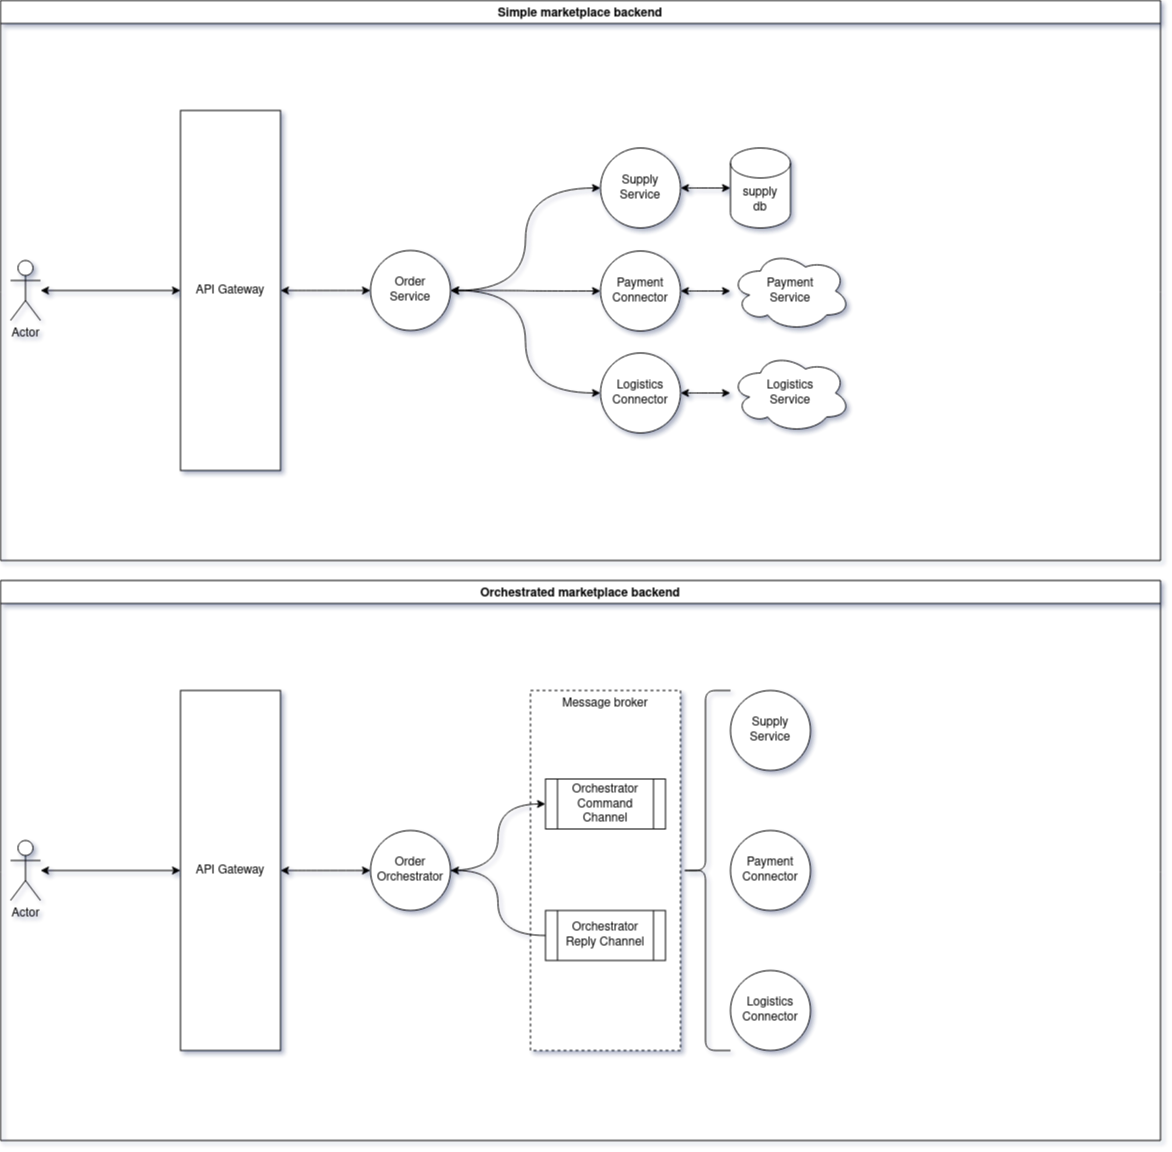 Simple marketplace backend
Supply
Service
supply
db
Actor
API Gateway
Order
Service
Payment
Connector
Payment
Service
Logistics
Connector
Logistics
Service
Orchestrated marketplace backend
Actor
API Gateway
Order
Orchestrator
Message broker
Orchestrator
Command
Channel
Orchestrator
Reply Channel
Supply
Service
Payment
Connector
Logistics
Connector